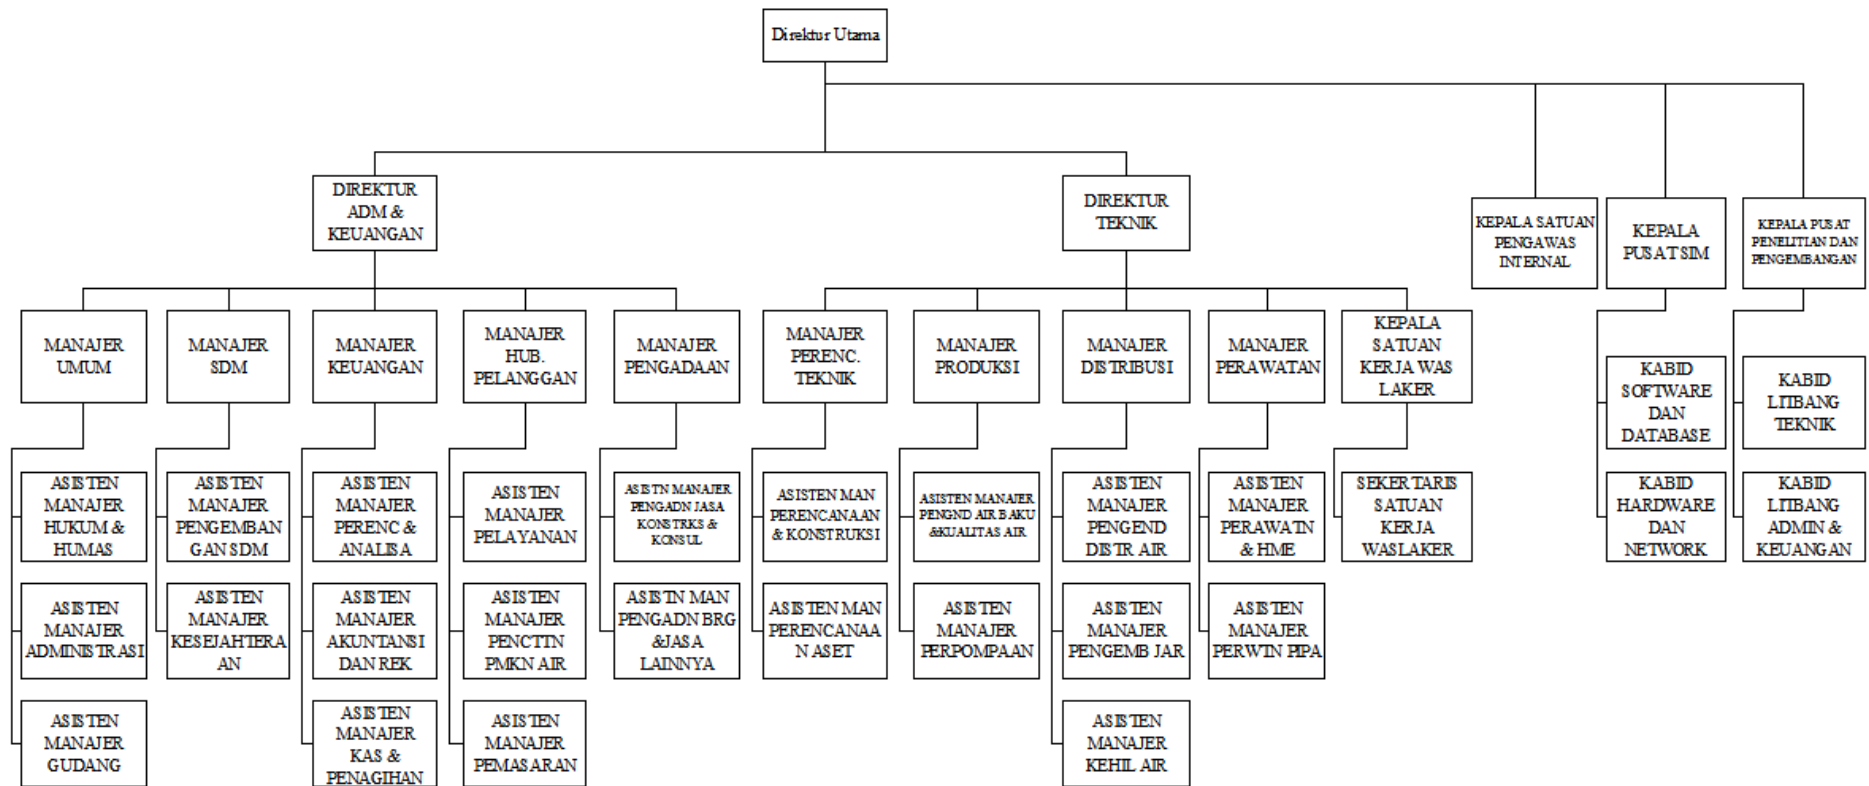 Direktur Utama
DIREKTUR
ADM &
KEUANGAN
DIREKTUR
TEKNIK
KEPALA SATUAN
PENGAWAS
INTERNAL
KEPALA
PUSAT SIM
KEPALA PUSAT
PENELITIAN DAN
PENGEMBANGAN
MANAJER
UMUM
MANAJER
SDM
MANAJER
KEUANGAN
MANAJER
HUB.
PELANGGAN
MANAJER
PENGADAAN
MANAJER
PERENC.
TEKNIK
MANAJER
PRODUKSI
MANAJER
DISTRIBUSI
MANAJER
PERAWATAN
KEPALA
SATUAN
KERJA WAS
LAKER
KABID
SOFTWARE
DAN
DATABASE
KABID
LITBANG
TEKNIK
ASISTEN
MANAJER
HUKUM &
HUMAS
ASISTEN
MANAJER
PENGEMBAN
GAN SDM
ASISTEN
MANAJER
PERENC &
ANALISA
ASISTEN
MANAJER
PELAYANAN
ASISTN MANAJER
PENGADN JASA
KONSTRKS &
KONSUL
ASISTEN MAN
PERENCANAAN
& KONSTRUKSI
ASISTEN MANAJER
PENGND AIR BAKU
&KUALITAS AIR
ASISTEN
MANAJER
PENGEND
DISTR AIR
ASISTEN
MANAJER
PERAWATN
& HME
SEKERTARIS
SATUAN
KERJA
WASLAKER
KABID
HARDWARE
DAN
NETWORK
KABID
LITBANG
ADMIN &
KEUANGAN
ASISTEN
MANAJER
ADMINISTRASI
ASISTEN
MANAJER
KESEJAHTERA
AN
ASISTEN
MANAJER
AKUNTANSI
DAN REK
ASISTEN
MANAJER
PENCTTN
PMKN AIR
ASISTN MAN
PENGADN BRG
&JASA
LAINNYA
ASISTEN MAN
PERENCANAA
N ASET
ASISTEN
MANAJER
PERPOMPAAN
ASISTEN
MANAJER
PENGEMB JAR
ASISTEN
MANAJER
PERWTN PIPA
ASISTEN
MANAJER
GUDANG
ASISTEN
MANAJER
KAS &
PENAGIHAN
ASISTEN
MANAJER
PEMASARAN
ASISTEN
MANAJER
KEHIL AIR